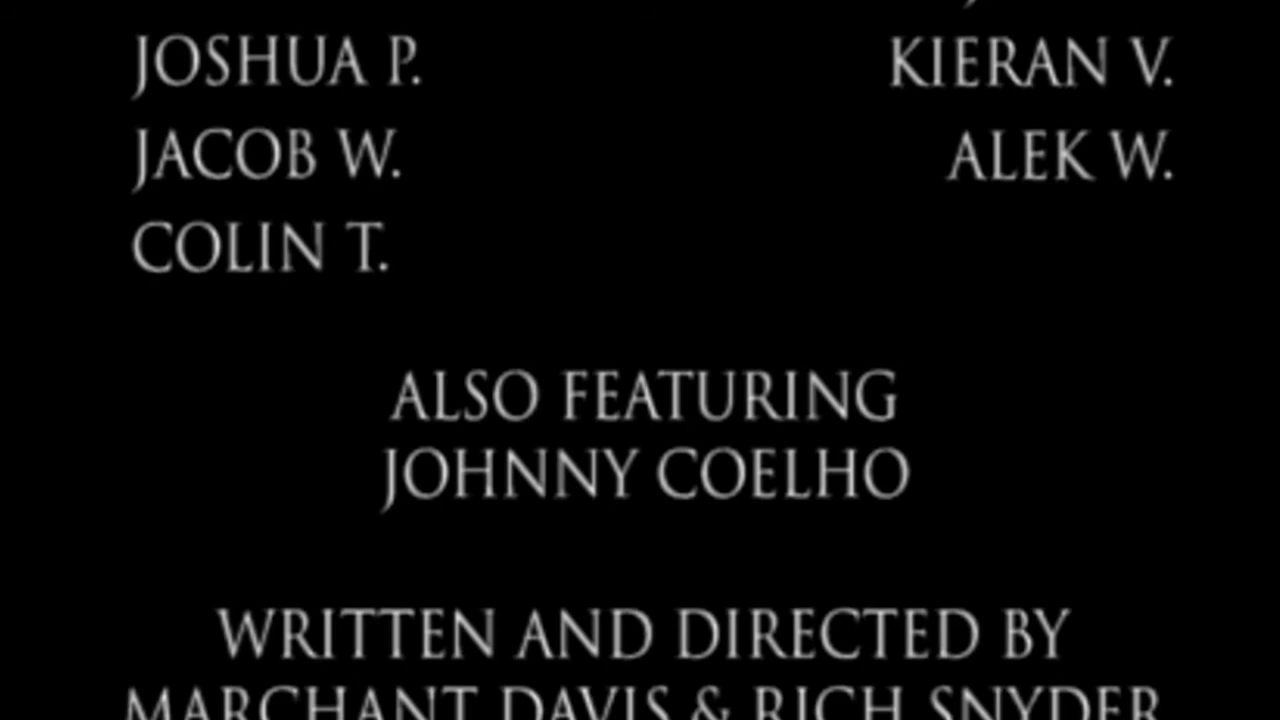 JOSHUA P. KIERAN V.
JACOB W. ALEK W.
COLIN T.
ALSO FEATURING
JOHNNY COELHO
WRITTEN AND DIRECTED BY
MARCHANT DAVIS & RICH SNYDER